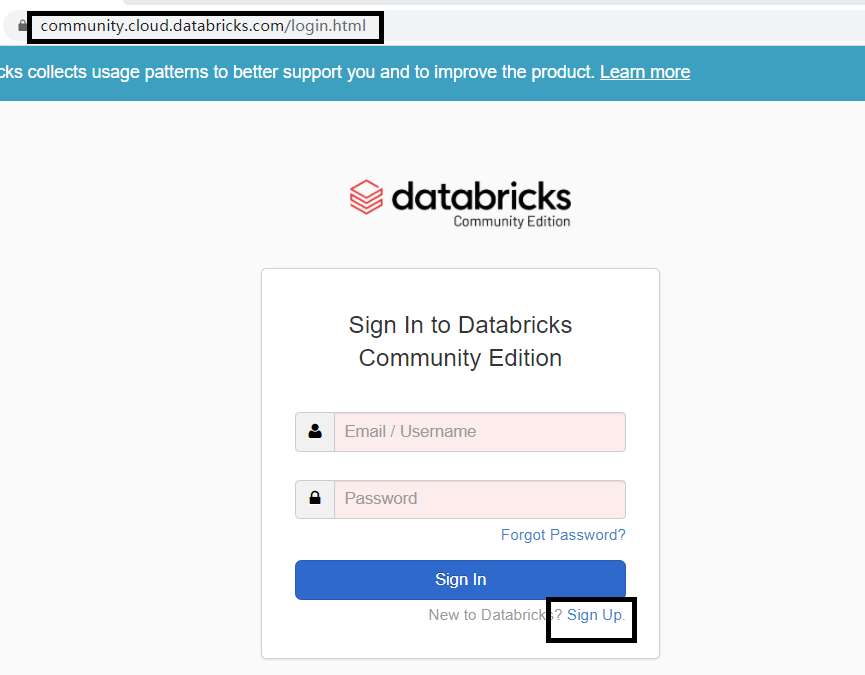 community.cloud.databricks.com/login.html
cks collects usage patterns to better support you and to improve the product. Learn more
databricks
Community Edition
Sign In to Databricks
Community Edition
Email / Username
Password
Forgot Password?
Sign In
New to Databricks? Sign Up.